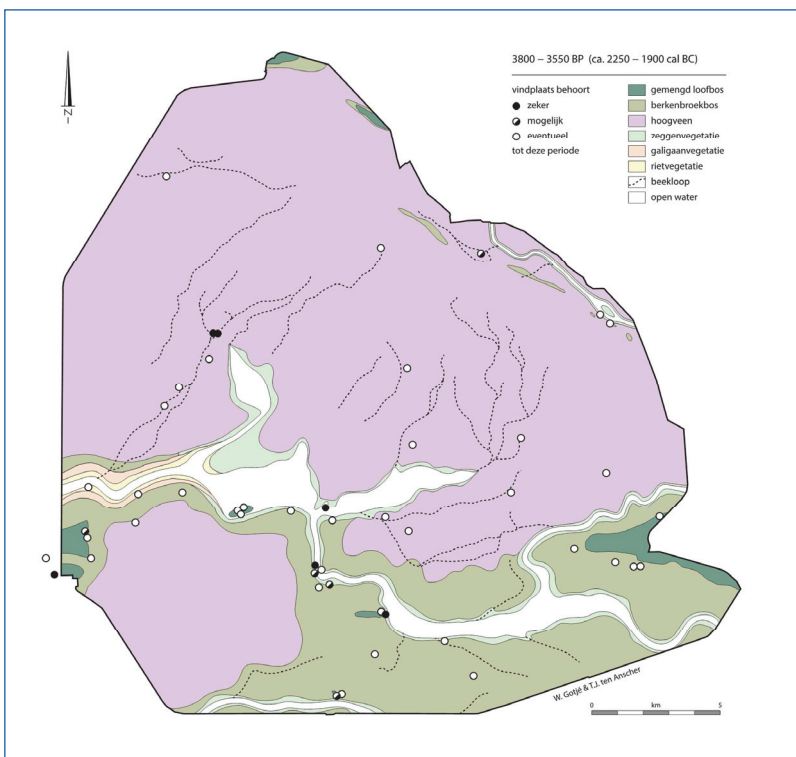 3800 – 3550 BP (ca. 2250 – 1900 cal BC)
vindplaats behoort
zeker
mogelijk
eventueel
tot deze periode
gemengd loofbos
berkenbroekbos
hoogveen
zeggenvegetatie
galigaanvegetatie
rietvegetatie
beekloop
open water
N
W. Gotjé & T.J. ten Anscher
0 km 5